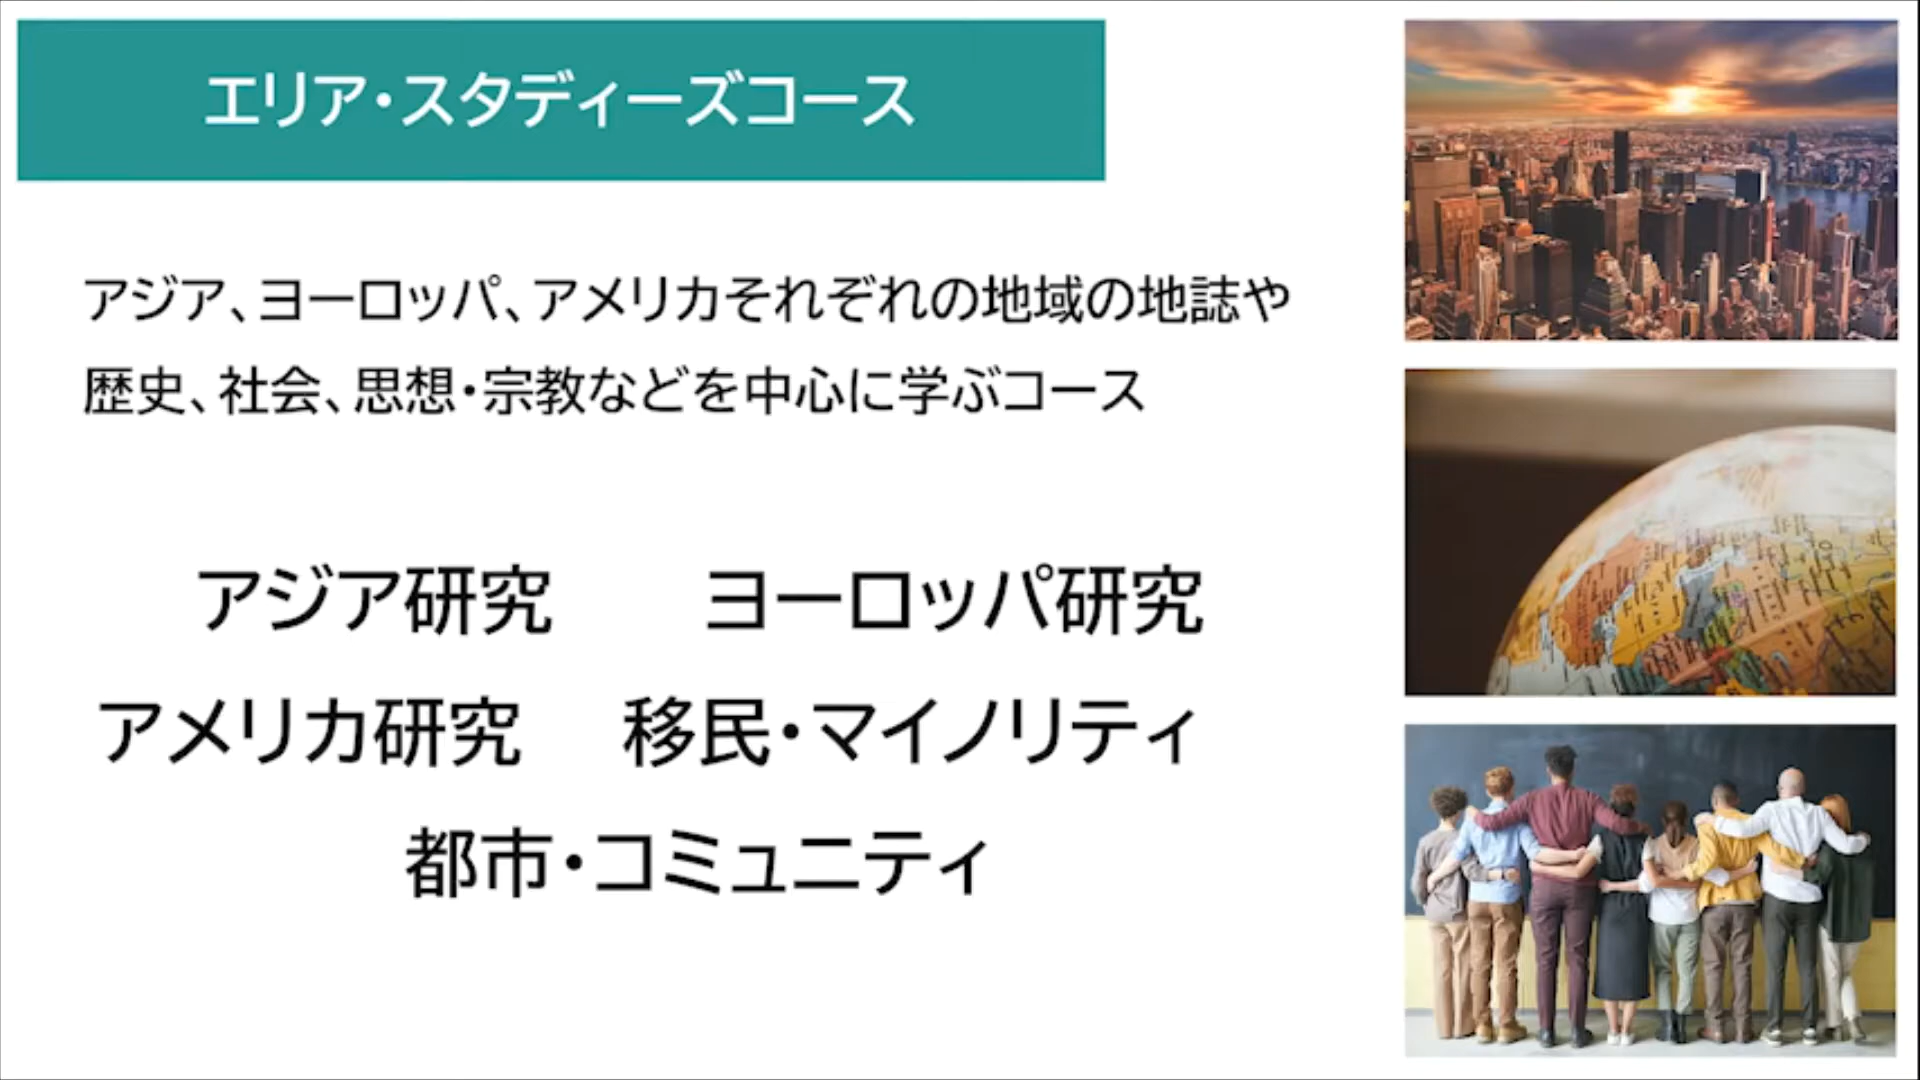 エリア・スタディーズコース
アジア、ヨーロッパ、アメリカそれぞれの地域の地誌や
歴史、社会、思想・宗教などを中心に学ぶコース
アジア研究　ヨーロッパ研究
アメリカ研究　移民・マイノリティ
都市・コミュニティ